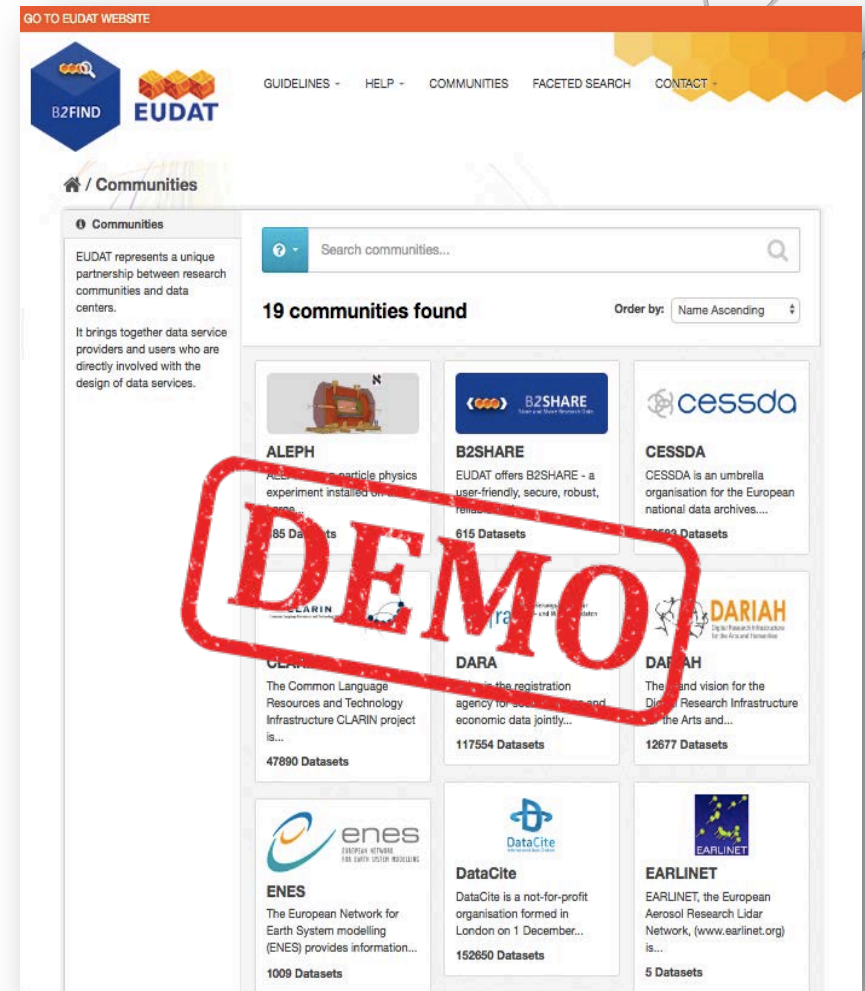 GO TO EUDAT WEBSITE
B2FIND
EUDAT
GUIDELINES
HELP
COMMUNITIES
FACETED SEARCH
CONTACT
/ Communities
Communities
EUDAT represents a unique
partnership between research
communities and data
centers.
It brings together data service
providers and users who are
directly involved with the
design of data services.
Search communities...
19 communities found
Order by: Name Ascending
B2SHARE
cessda
ALEPH
particle physics
experiment installed on
Datasets
B2SHARE
EUDAT offers B2SHARE - a
user-friendly, secure, robust,
615 Datasets
CESSDA
CESSDA is an umbrella
organisation for the European
national data archives....
Datasets
DEMO
CLARIN
DARIAH
Digital Research Infrastructure
for the Arts and Humanities
The Common Language
Resources and Technology
Infrastructure CLARIN project
is...
47890 Datasets
DARA
the registration
agency for
economic data jointly...
117554 Datasets
The and vision for the
Research Infrastructure
the Arts and...
12677 Datasets
enes
EUROPEAN NETWORK
FOR EARTH SYSTEM MODELLING
ENES
The European Network for
Earth System modelling
(ENES) provides information...
1009 Datasets
DataCite
DataCite
DataCite is a not-for-profit
organisation formed in
London on 1 December...
152650 Datasets
EARLINET
EARLINET
EARLINET, the European
Aerosol Research Lidar
Network, (www.earlinet.org)
is...
5 Datasets